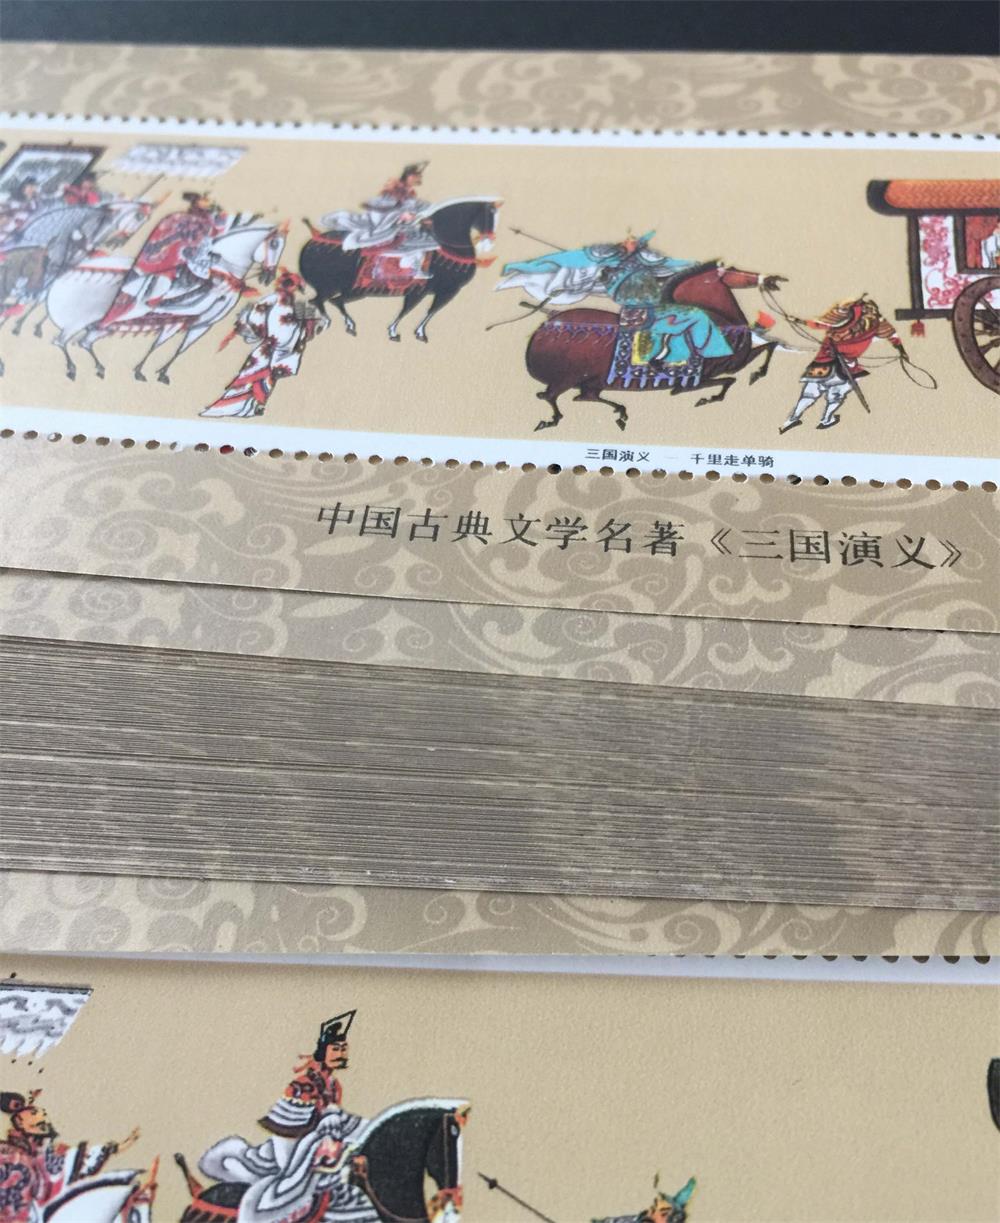 三国演义 — 千里走单骑
中国古典文学名著《三国演义》